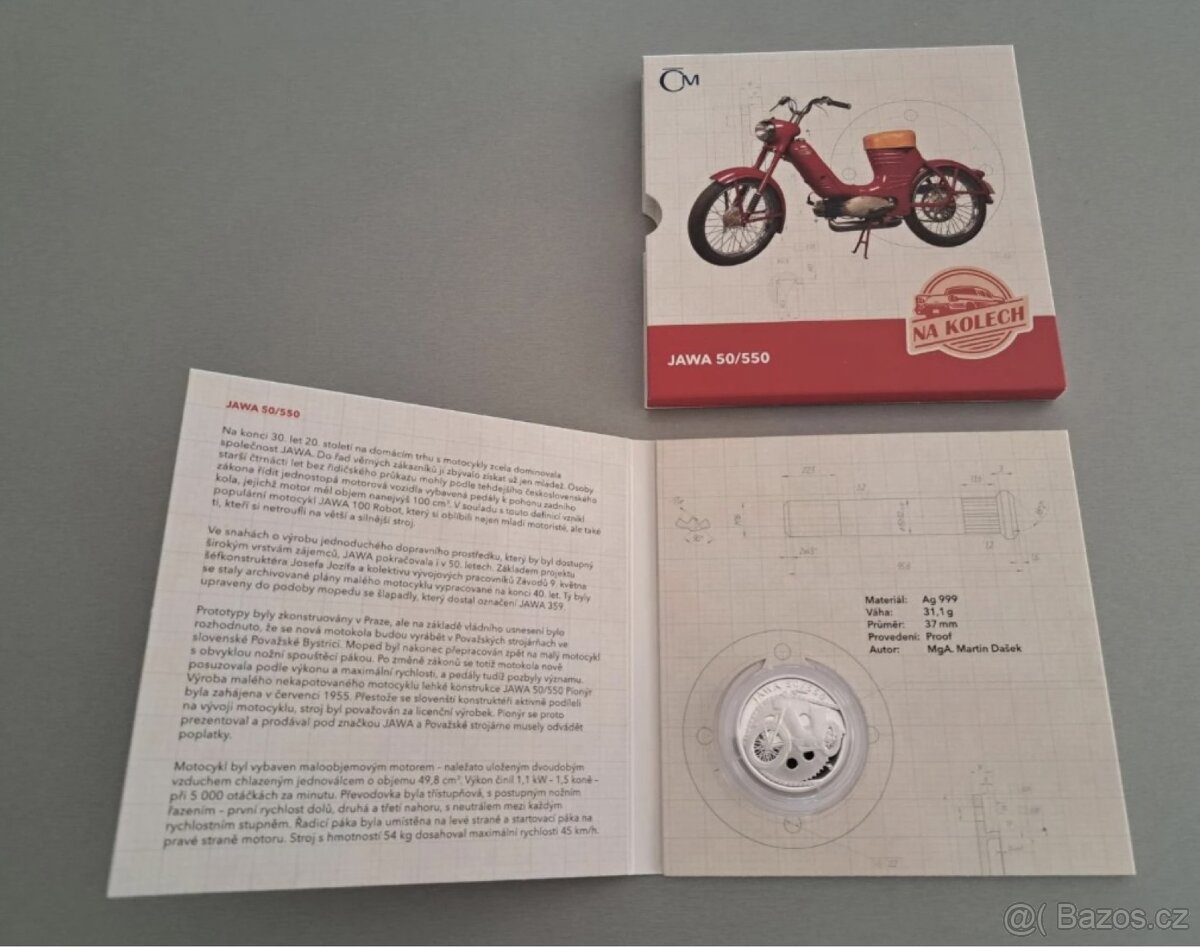 ČM
NA KOLECH
JAWA 50/550
JAWA 50/550
Na konci 30. let 20. století na domácím trhu s motocykly zcela dominovala
společnost JAWA. Do řad věrných zákazníků jí zbývalo získat už jen mládež. Osoby
starší čtrnácti let bez řidičského průkazu mohly podle tehdejšího československého
zákona řídit jednostopá motorová vozidla vybavená pedály k pohonu zadního
kola, jejichž motor měl objem nanejvýš 100 cm³. V souladu s touto definicí vznikl
populární motocykl JAWA 100 Robot, který si oblíbili nejen mladí motoristé, ale také
ti, kteří si netroufli na větší a silnější stroj.
Ve snahách o výrobu jednoduchého dopravního prostředku, který by byl dostupný
širokým vrstvám zájemců, JAWA pokračovala i v 50. letech. Základem projektu
šéfkonstruktéra Josefa Jozífa a kolektivu vývojových pracovníků Závodů 9. května
se staly archivované plány malého motocyklu vypracované na konci 40. let. Ty byly
upraveny do podoby mopedu se šlapadly, který dostal označení JAWA 359.
Prototypy byly zkonstruovány v Praze, ale na základě vládního usnesení bylo
rozhodnuto, že se nová motokola budou vyrábět v Považských strojárňach ve
slovenské Považské Bystrici. Moped byl nakonec přepracován zpět na malý motocykl
s obvyklou nožní spouštěcí pákou. Po změně zákonů se totiž motokola nově
posuzovala podle výkonu a maximální rychlosti, a pedály tudíž pozbyly významu.
Výroba malého nekapotovaného motocyklu lehké konstrukce JAWA 50/550 Pionýr
byla zahájena v červenci 1955. Přestože se slovenští konstruktéři aktivně podíleli
na vývoji motocyklu, stroj byl považován za licenční výrobek. Pionýr se proto
prezentoval a prodával pod značkou JAWA a Považské strojárne musely odvádět
poplatky.
Motocykl byl vybaven maloobjemovým motorem – naležato uloženým dvoudobým
vzduchem chlazeným jednoválcem o objemu 49,8 cm³. Výkon činil 1,1 kW - 1,5 koně -
při 5 000 otáčkách za minutu. Převodovka byla třístupňová, s postupným nožním
řazením – první rychlost dolů, druhá a třetí nahoru, s neutrálem mezi každým
rychlostním stupněm. Řadicí páka byla umístěna na levé straně a startovací páka na
pravé straně motoru. Stroj s hmotností 54 kg dosahoval maximální rychlosti 45 km/h.
Materiál: Ag 999
Váha: 31,1 g
Průměr: 37 mm
Provedení: Proof
Autor: MgA. Martin Dašek
JAWA 50/550
@( Bazos.cz